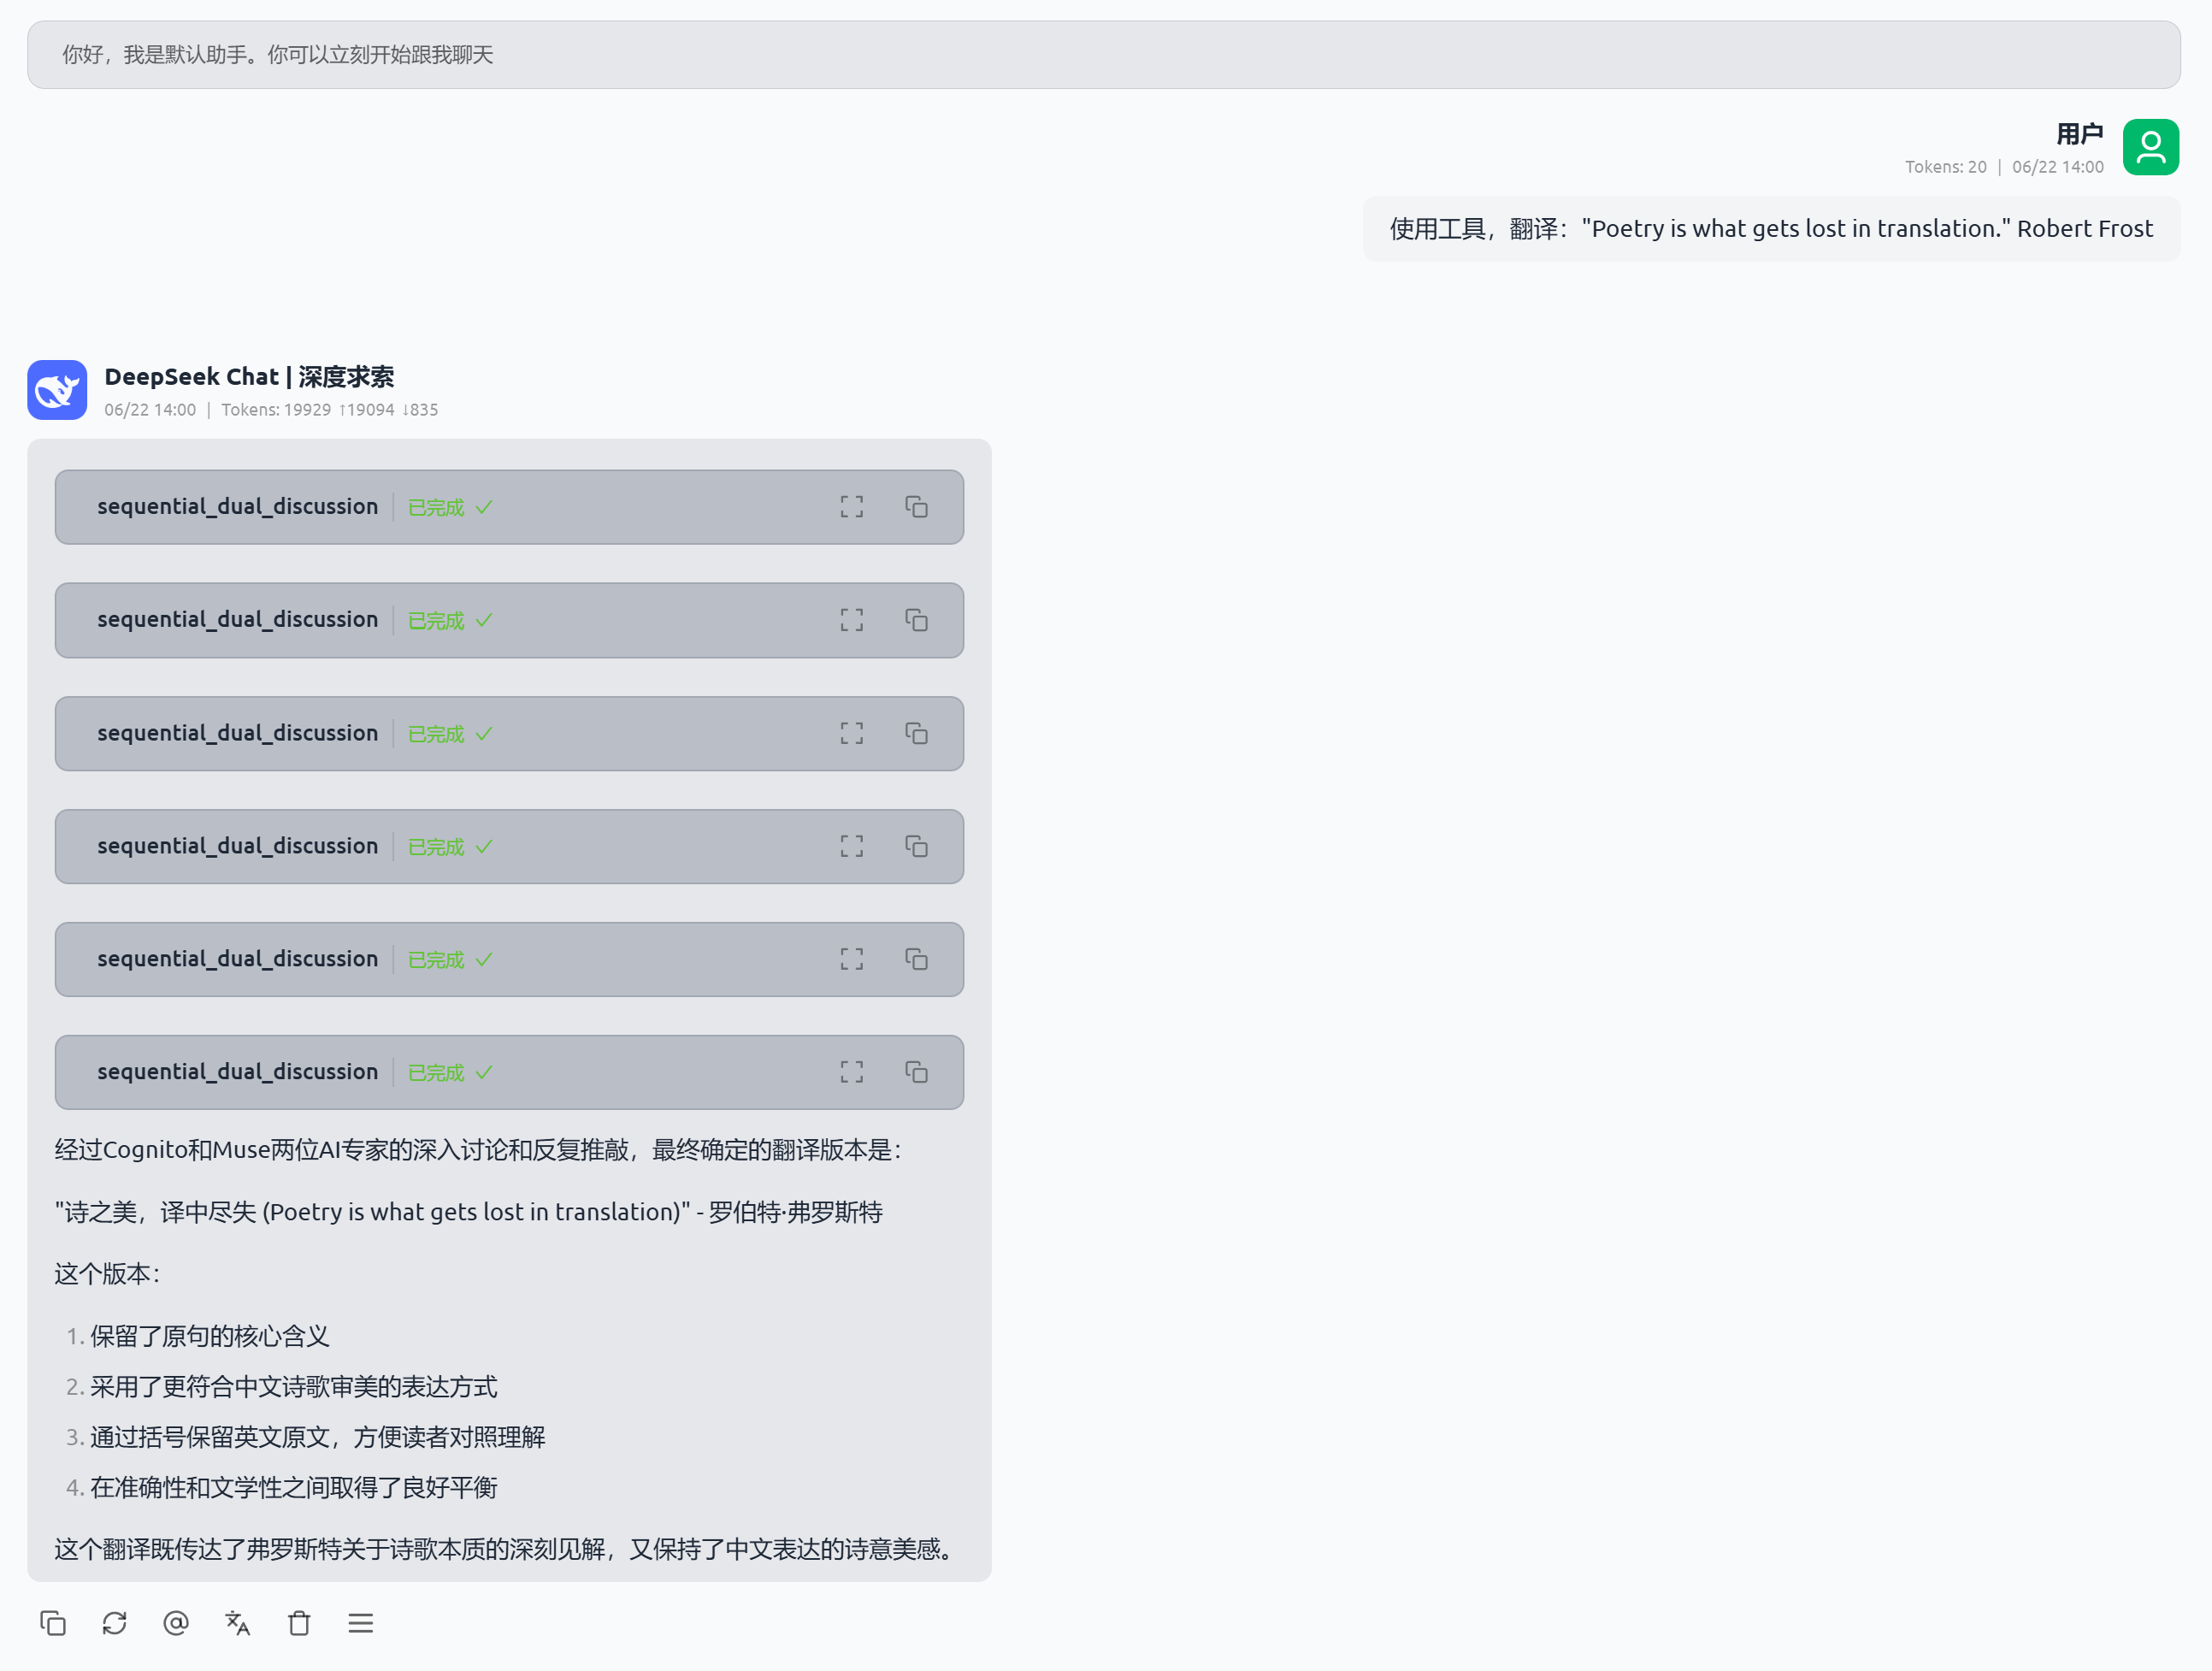 你好，我是默认助手。你可以立刻开始跟我聊天
用户
Tokens: 20 | 06/22 14:00
使用工具，翻译："Poetry is what gets lost in translation." Robert Frost
DeepSeek Chat | 深度求索
06/22 14:00 | Tokens: 19929 ↑19094 ↓835
sequential_dual_discussion 已完成 ✓
sequential_dual_discussion 已完成 ✓
sequential_dual_discussion 已完成 ✓
sequential_dual_discussion 已完成 ✓
sequential_dual_discussion 已完成 ✓
sequential_dual_discussion 已完成 ✓
经过Cognito和Muse两位AI专家的深入讨论和反复推敲，最终确定的翻译版本是：
"诗之美，译中尽失 (Poetry is what gets lost in translation)" - 罗伯特·弗罗斯特
这个版本：
1. 保留了原句的核心含义
2. 采用了更符合中文诗歌审美的表达方式
3. 通过括号保留英文原文，方便读者对照理解
4. 在准确性和文学性之间取得了良好平衡
这个翻译既传达了弗罗斯特关于诗歌本质的深刻见解，又保持了中文表达的诗意美感。